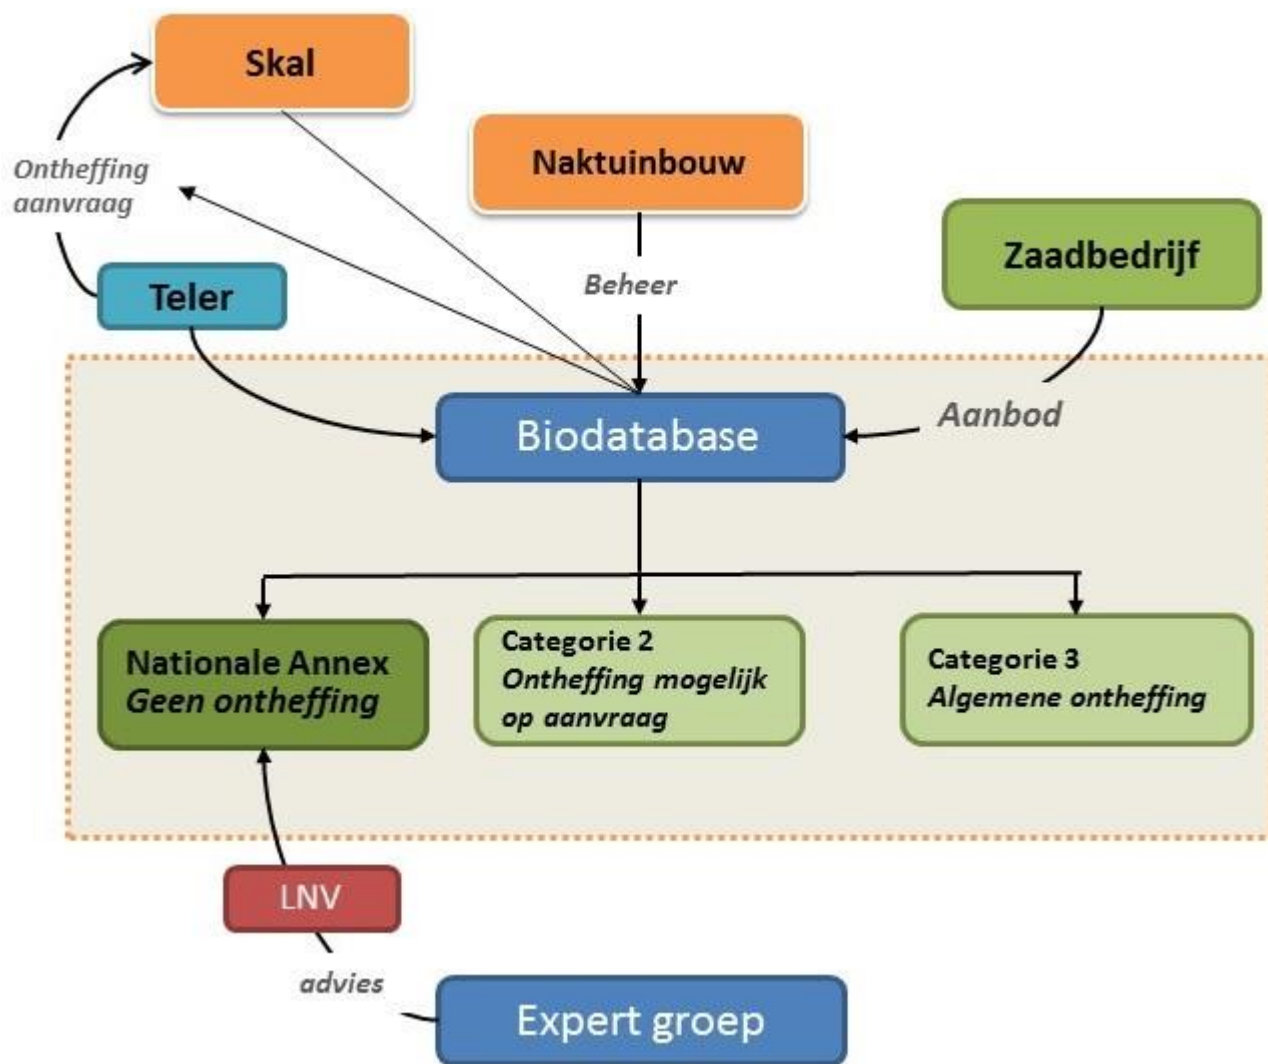 Skal
Naktuinbouw
Ontheffing
aanvraag
Zaadbedrijf
Teler
Beheer
Aanbod
Biodatabase
Nationale Annex
Geen ontheffing
Categorie 2
Ontheffing mogelijk
op aanvraag
Categorie 3
Algemene ontheffing
LNV
advies
Expert groep